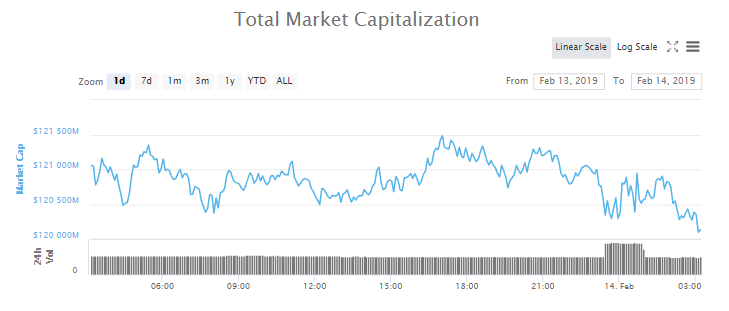 Total Market Capitalization
Linear Scale Log Scale
Zoom 1d 7d 1m 3m 1y YTD ALL From Feb 13, 2019 To Feb 14, 2019
Market Cap
$121 500M
$121 000M
$120 500M
$120 000M
24h
Vol
0
06:00 09:00 12:00 15:00 18:00 21:00 14. Feb 03:00